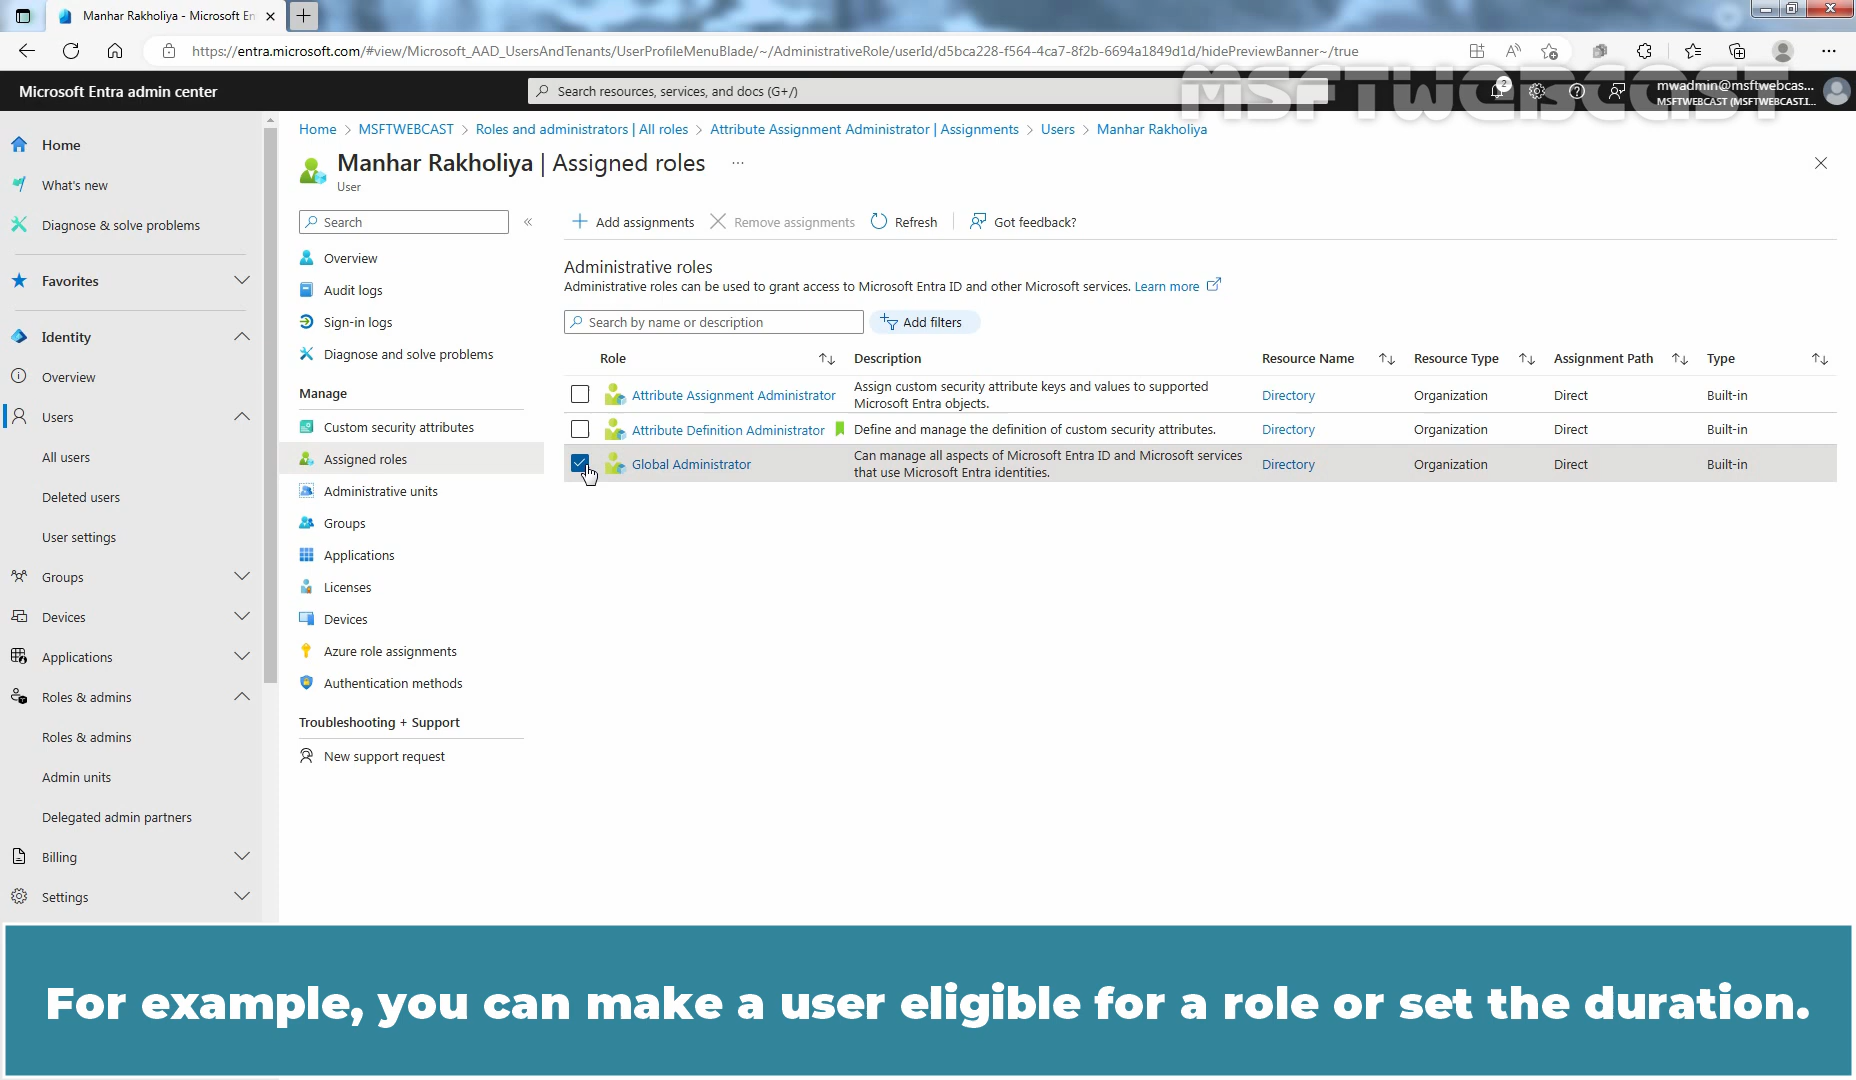 Manhar Rakholiya - Microsoft En
https://entra.microsoft.com/#view/Microsoft_AAD_UsersAndTenants/UserProfileMenuBlade/~/AdministrativeRole/userId/d5bca228-f564-4ca7-8f2b-6694a1849d1d/hidePreviewBanner~/true
MSFTWEBCAST
Microsoft Entra admin center
Search resources, services, and docs (G+/)
2
mwadmin@msftwebcas...
MSFTWEBCAST (MSFTWEBCAST.I...
Home > MSFTWEBCAST > Roles and administrators | All roles > Attribute Assignment Administrator | Assignments > Users > Manhar Rakholiya
Manhar Rakholiya | Assigned roles ...
User
Home
What's new
Diagnose & solve problems
Favorites
Identity
Overview
Users
All users
Deleted users
User settings
Groups
Devices
Applications
Roles & admins
Roles & admins
Admin units
Delegated admin partners
Billing
Settings
Search
Overview
Audit logs
Sign-in logs
Diagnose and solve problems
Manage
Custom security attributes
Assigned roles
Administrative units
Groups
Applications
Licenses
Devices
Azure role assignments
Authentication methods
Troubleshooting + Support
New support request
Add assignments Remove assignments Refresh Got feedback?
Administrative roles
Administrative roles can be used to grant access to Microsoft Entra ID and other Microsoft services. Learn more
Search by name or description Add filters
Role Description Resource Name Resource Type Assignment Path Type
Attribute Assignment Administrator Assign custom security attribute keys and values to supported Microsoft Entra objects. Directory Organization Direct Built-in
Attribute Definition Administrator Define and manage the definition of custom security attributes. Directory Organization Direct Built-in
Global Administrator Can manage all aspects of Microsoft Entra ID and Microsoft services that use Microsoft Entra identities. Directory Organization Direct Built-in
For example, you can make a user eligible for a role or set the duration.